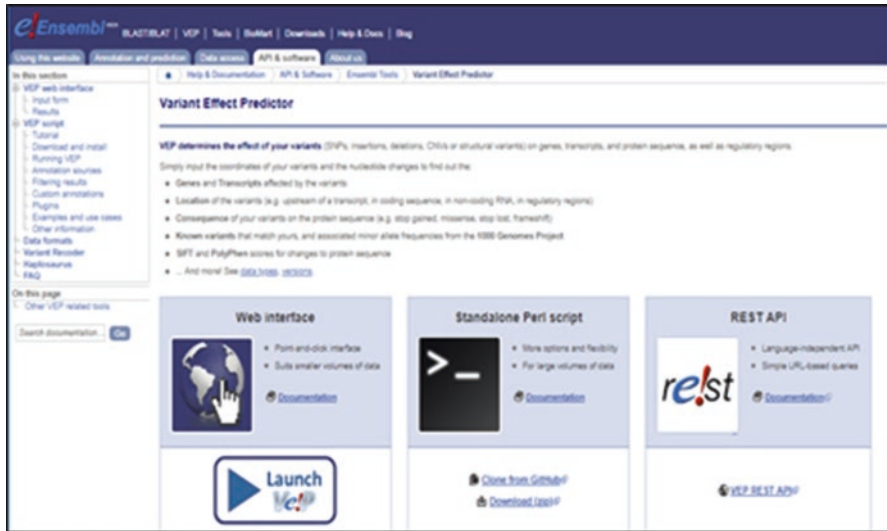 e!Ensembl BLAST/BLAT | VEP | Tools | BioMart | Downloads | Help & Docs | Blog
Using this website Annotation and prediction Data access API & software About us
In this section
VEP web interface
Input form
Results
VEP script
Tutorial
Download and install
Running VEP
Annotation sources
Filtering results
Custom annotations
Plugins
Examples and use cases
Other information
Data formats
Variant Recoder
Haplosaurus
FAQ
On this page
Other VEP related tools
Search documentation... Go
Help & Documentation API & Software Ensembl Tools Variant Effect Predictor
Variant Effect Predictor
VEP determines the effect of your variants (SNPs, insertions, deletions, CNVs or structural variants) on genes, transcripts, and protein sequence, as well as regulatory regions.
Simply input the coordinates of your variants and the nucleotide changes to find out the:
Genes and Transcripts affected by the variants
Location of the variants (e.g. upstream of a transcript, in coding sequence, in non-coding RNA, in regulatory regions)
Consequence of your variants on the protein sequence (e.g. stop gained, missense, stop lost, frameshift)
Known variants that match yours, and associated minor allele frequencies from the 1000 Genomes Project
SIFT and PolyPhen scores for changes to protein sequence
... And more! See data types, versions.
Web interface
Point-and-click interface
Suits smaller volumes of data
Documentation
Launch
Ve!P
Standalone Perl script
>_
More options and flexibility
For large volumes of data
Documentation
Clone from GitHub
Download (zip)
REST API
re!st
Language-independent API
Simple URL-based queries
Documentation
VEP REST API